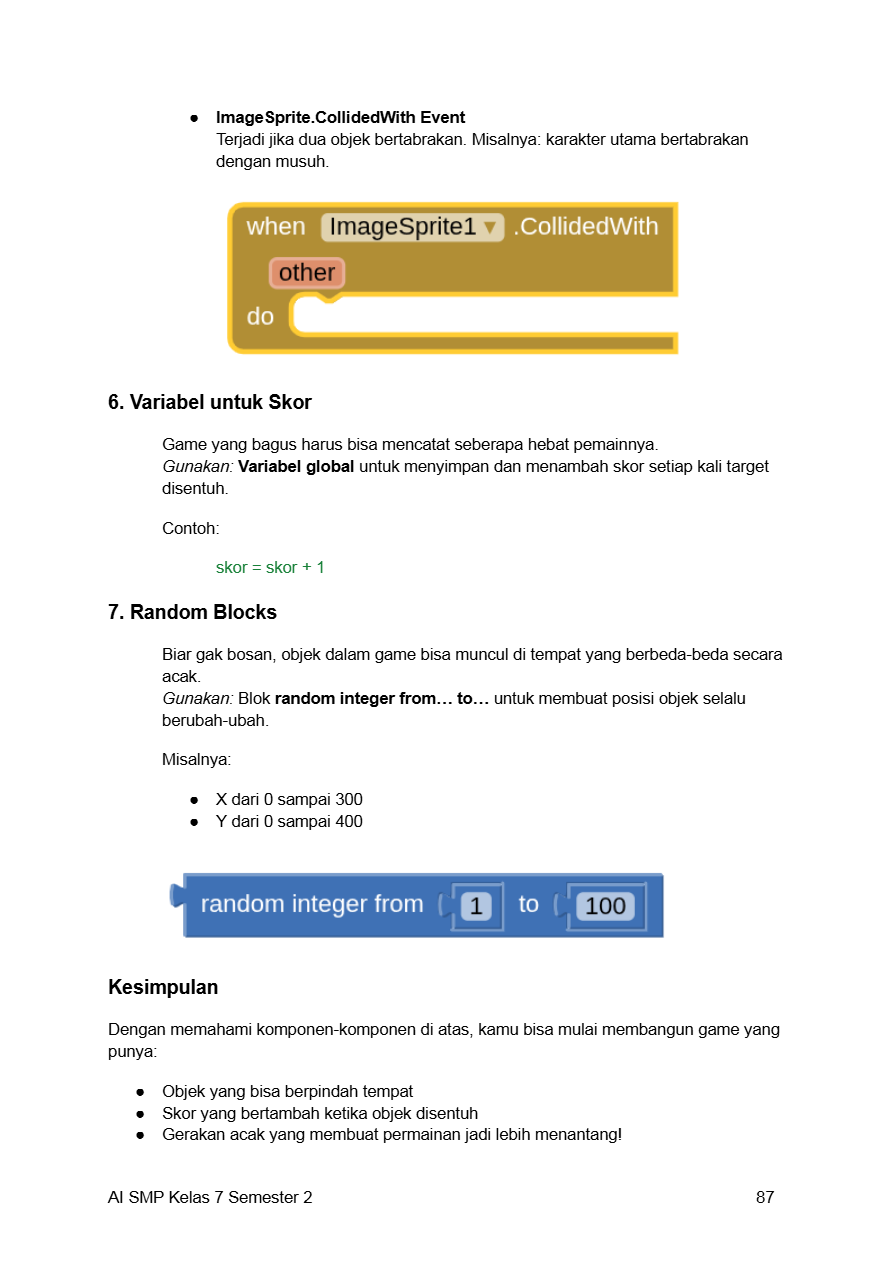 ● ImageSprite.CollidedWith Event
Terjadi jika dua objek bertabrakan. Misalnya: karakter utama bertabrakan
dengan musuh.
when ImageSprite1 ▼ .CollidedWith
other
do
6. Variabel untuk Skor
Game yang bagus harus bisa mencatat seberapa hebat pemainnya.
Gunakan: Variabel global untuk menyimpan dan menambah skor setiap kali target
disentuh.
Contoh:
skor = skor + 1
7. Random Blocks
Biar gak bosan, objek dalam game bisa muncul di tempat yang berbeda-beda secara
acak.
Gunakan: Blok random integer from… to… untuk membuat posisi objek selalu
berubah-ubah.
Misalnya:
● X dari 0 sampai 300
● Y dari 0 sampai 400
random integer from 1 to 100
Kesimpulan
Dengan memahami komponen-komponen di atas, kamu bisa mulai membangun game yang
punya:
● Objek yang bisa berpindah tempat
● Skor yang bertambah ketika objek disentuh
● Gerakan acak yang membuat permainan jadi lebih menantang!
AI SMP Kelas 7 Semester 2 87